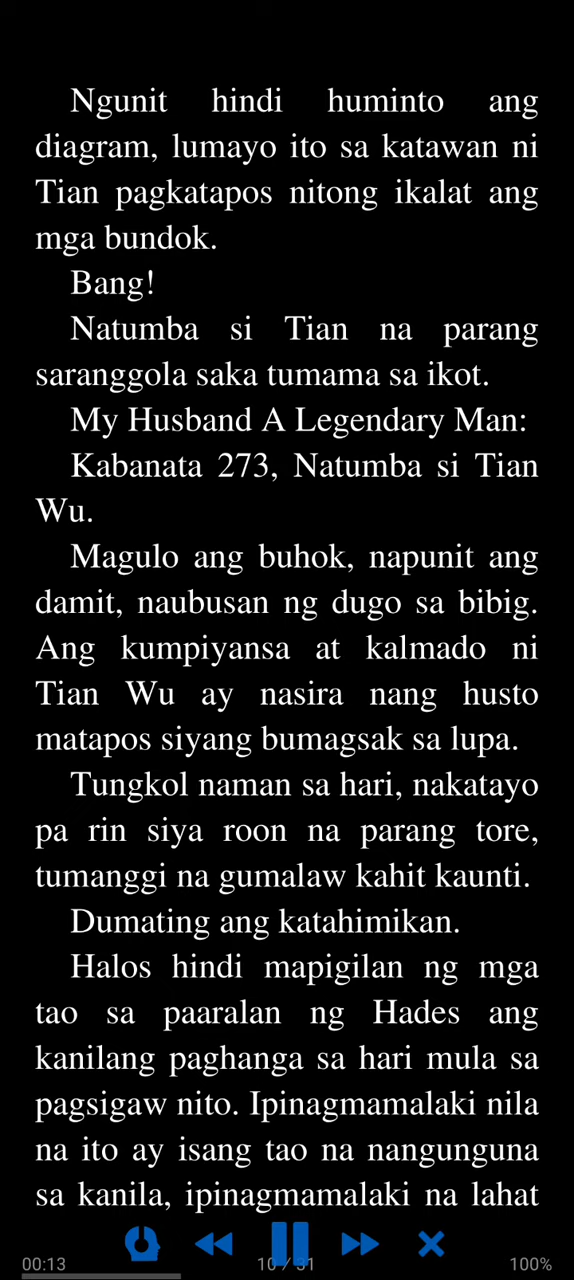 Ngunit hindi huminto ang
diagram, lumayo ito sa katawan ni
Tian pagkatapos nitong ikalat ang
mga bundok.
Bang!
Natumba si Tian na parang
saranggola saka tumama sa ikot.
My Husband A Legendary Man:
Kabanata 273, Natumba si Tian
Wu.
Magulo ang buhok, napunit ang
damit, naubusan ng dugo sa bibig.
Ang kumpiyansa at kalmado ni
Tian Wu ay nasira nang husto
matapos siyang bumagsak sa lupa.
Tungkol naman sa hari, nakatayo
pa rin siya roon na parang tore,
tumanggi na gumalaw kahit kaunti.
Dumating ang katahimikan.
Halos hindi mapigilan ng mga
tao sa paaralan ng Hades ang
kanilang paghanga sa hari mula sa
pagsigaw nito. Ipinagmamalaki nila
na ito ay isang tao na nangunguna
sa kanila, ipinagmamalaki na lahat
00:13 10 / 31 100%